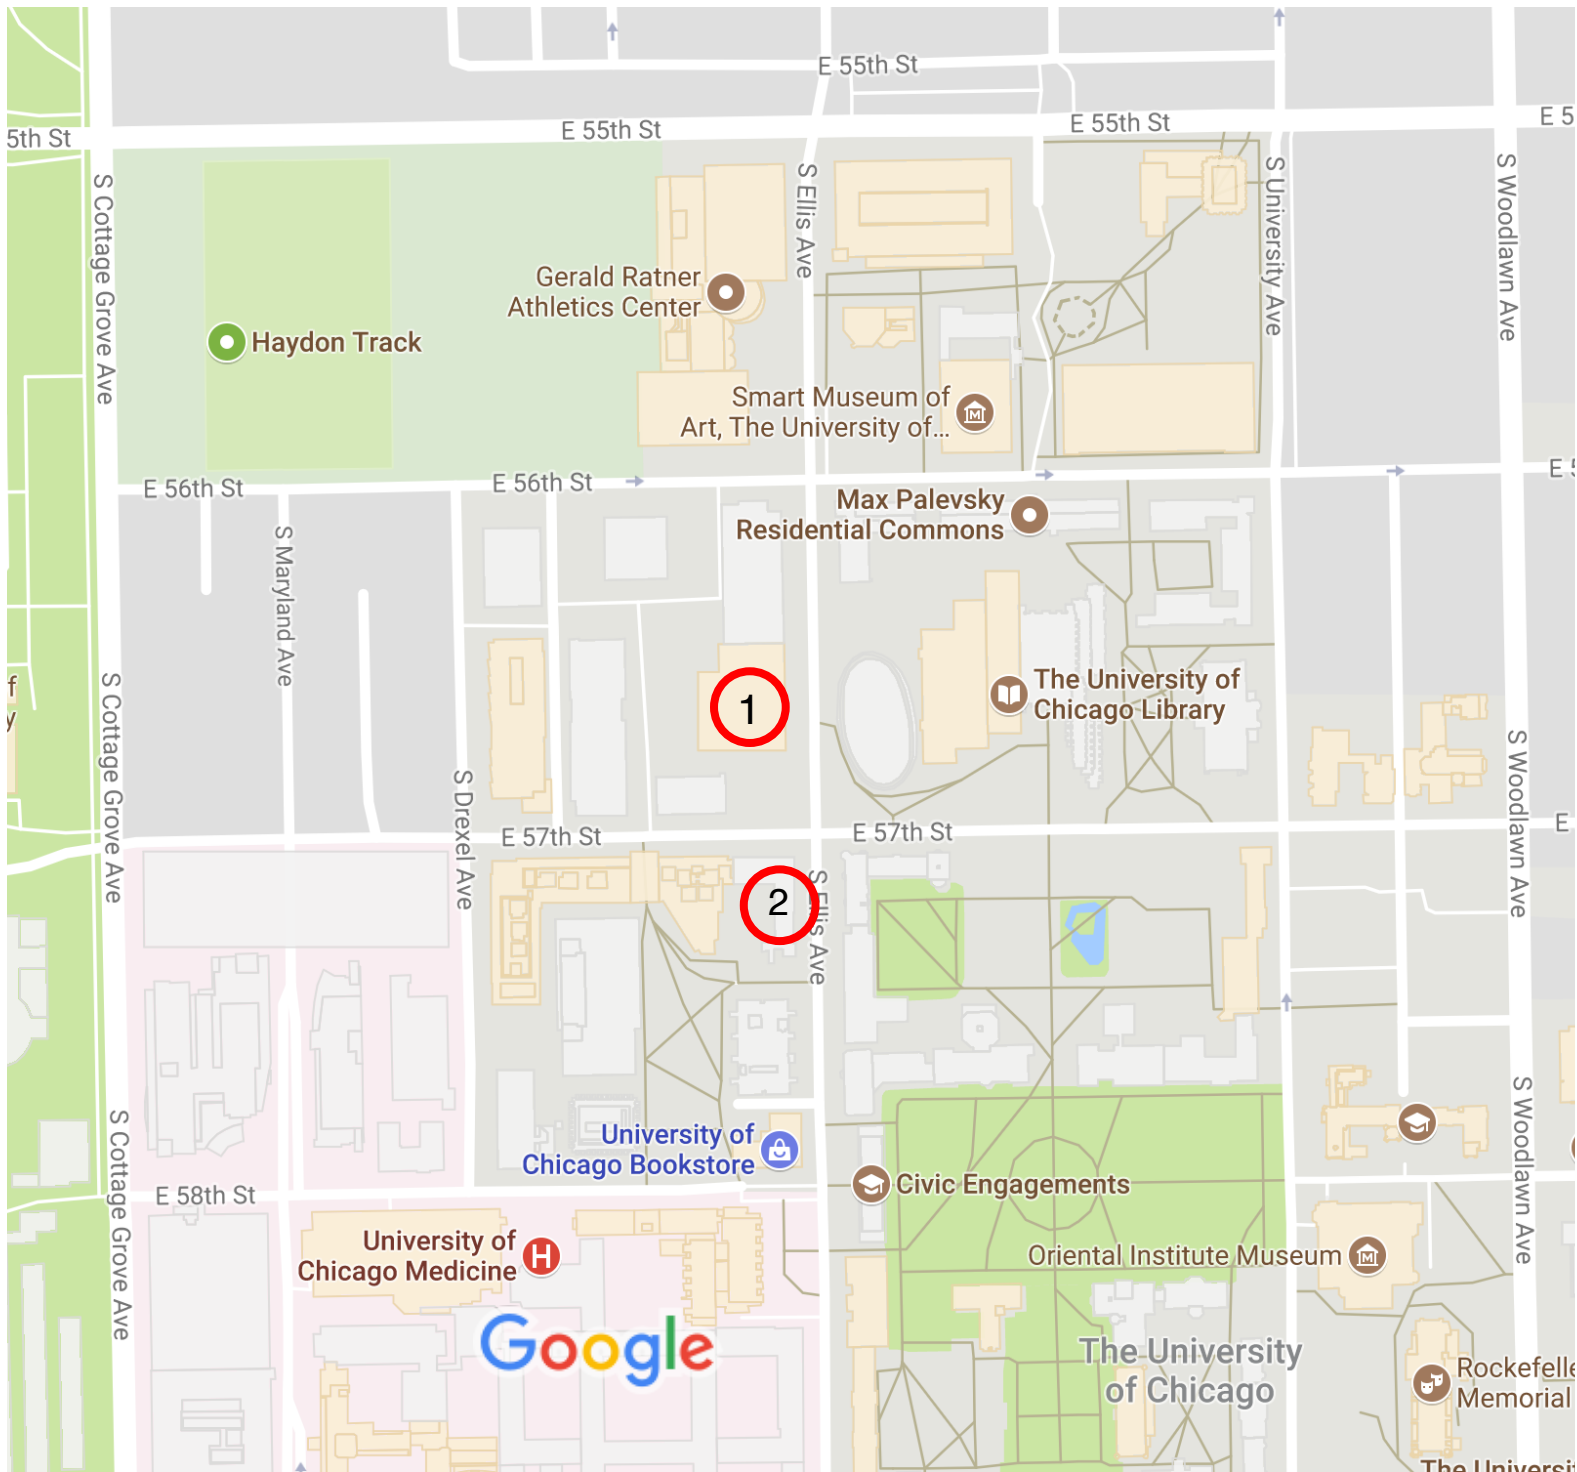 E 55th St
5th St
E 55th St
E 55th St
E 5
S Cottage Grove Ave
S Ellis Ave
S University Ave
S Woodlawn Ave
Gerald Ratner
Athletics Center
Haydon Track
Smart Museum of
Art, The University of...
E 56th St
E 56th St
E 5
Max Palevsky
Residential Commons
S Maryland Ave
1
The University of
Chicago Library
f
y
S Cottage Grove Ave
S Drexel Ave
S Woodlawn Ave
E 57th St
E 57th St
E
2
S Ellis Ave
University of
Chicago Bookstore
S Cottage Grove Ave
S Woodlawn Ave
E 58th St
Civic Engagements
University of
Chicago Medicine
H
Oriental Institute Museum
M
M
Google
The University
of Chicago
Rockefelle
Memorial
The Universit